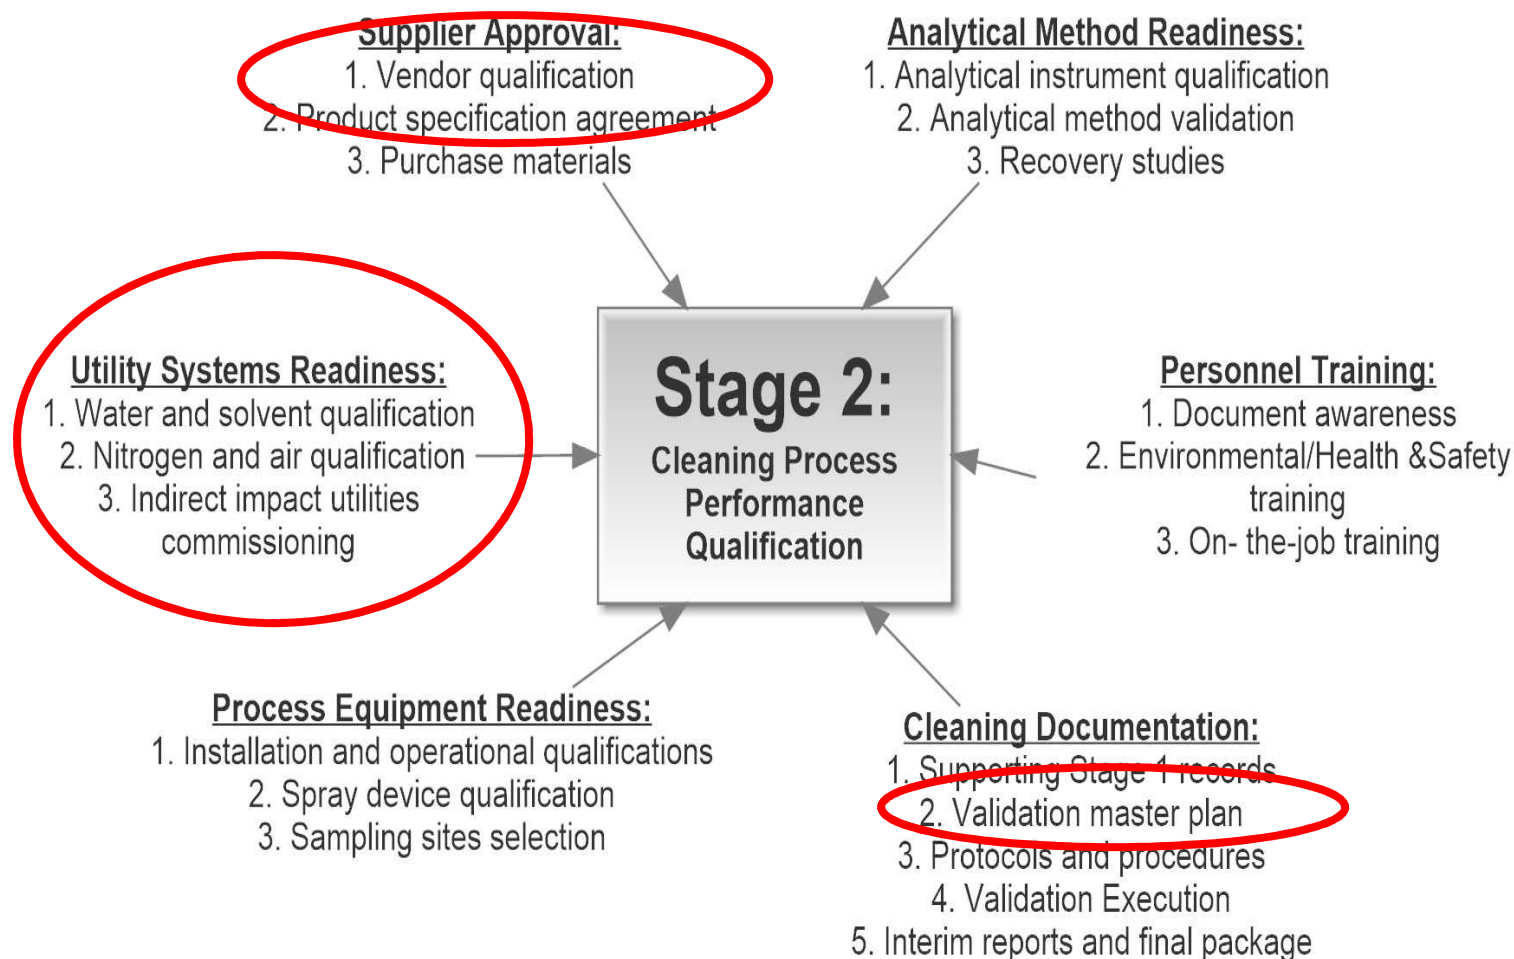 Supplier Approval:
1. Vendor qualification
2. Product specification agreement
3. Purchase materials
Analytical Method Readiness:
1. Analytical instrument qualification
2. Analytical method validation
3. Recovery studies
Utility Systems Readiness:
1. Water and solvent qualification
2. Nitrogen and air qualification
3. Indirect impact utilities
commissioning
Stage 2:
Cleaning Process
Performance
Qualification
Personnel Training:
1. Document awareness
2. Environmental/Health &Safety
training
3. On- the-job training
Process Equipment Readiness:
1. Installation and operational qualifications
2. Spray device qualification
3. Sampling sites selection
Cleaning Documentation:
1. Supporting Stage 1 records
2. Validation master plan
3. Protocols and procedures
4. Validation Execution
5. Interim reports and final package